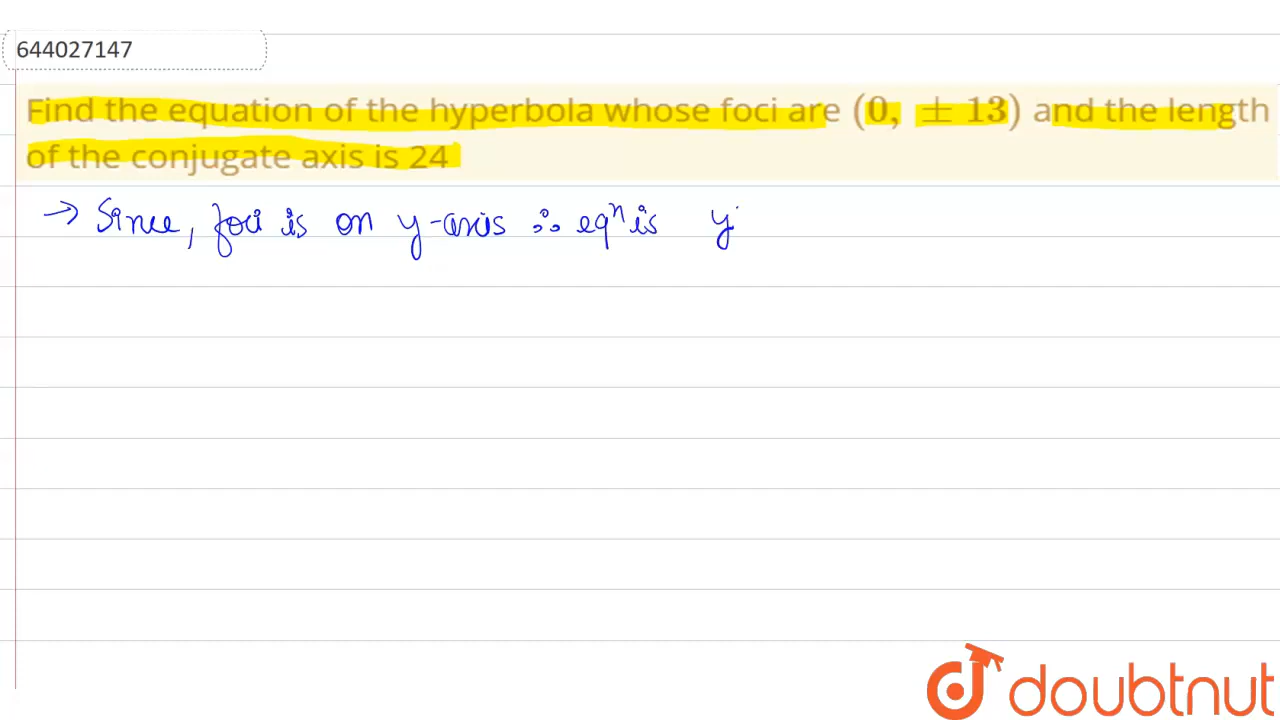 644027147
Find the equation of the hyperbola whose foci are (0, ± 13) and the length
of the conjugate axis is 24
→ Since, foci is on y-axis ∴ eqⁿ is y
doubtnut